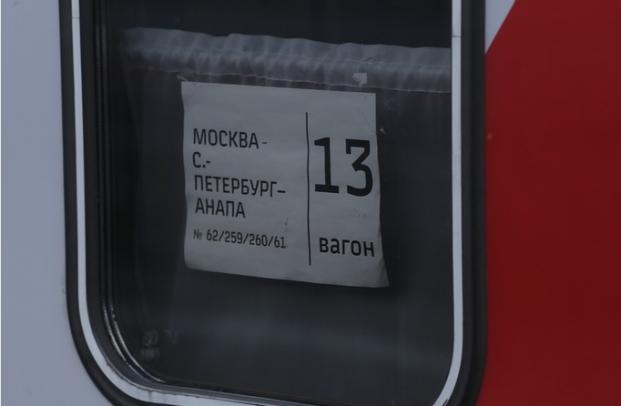 МОСКВА-
С.-
ПЕТЕРБУРГ-
АНАПА
№ 62/259/260/61
13
вагон